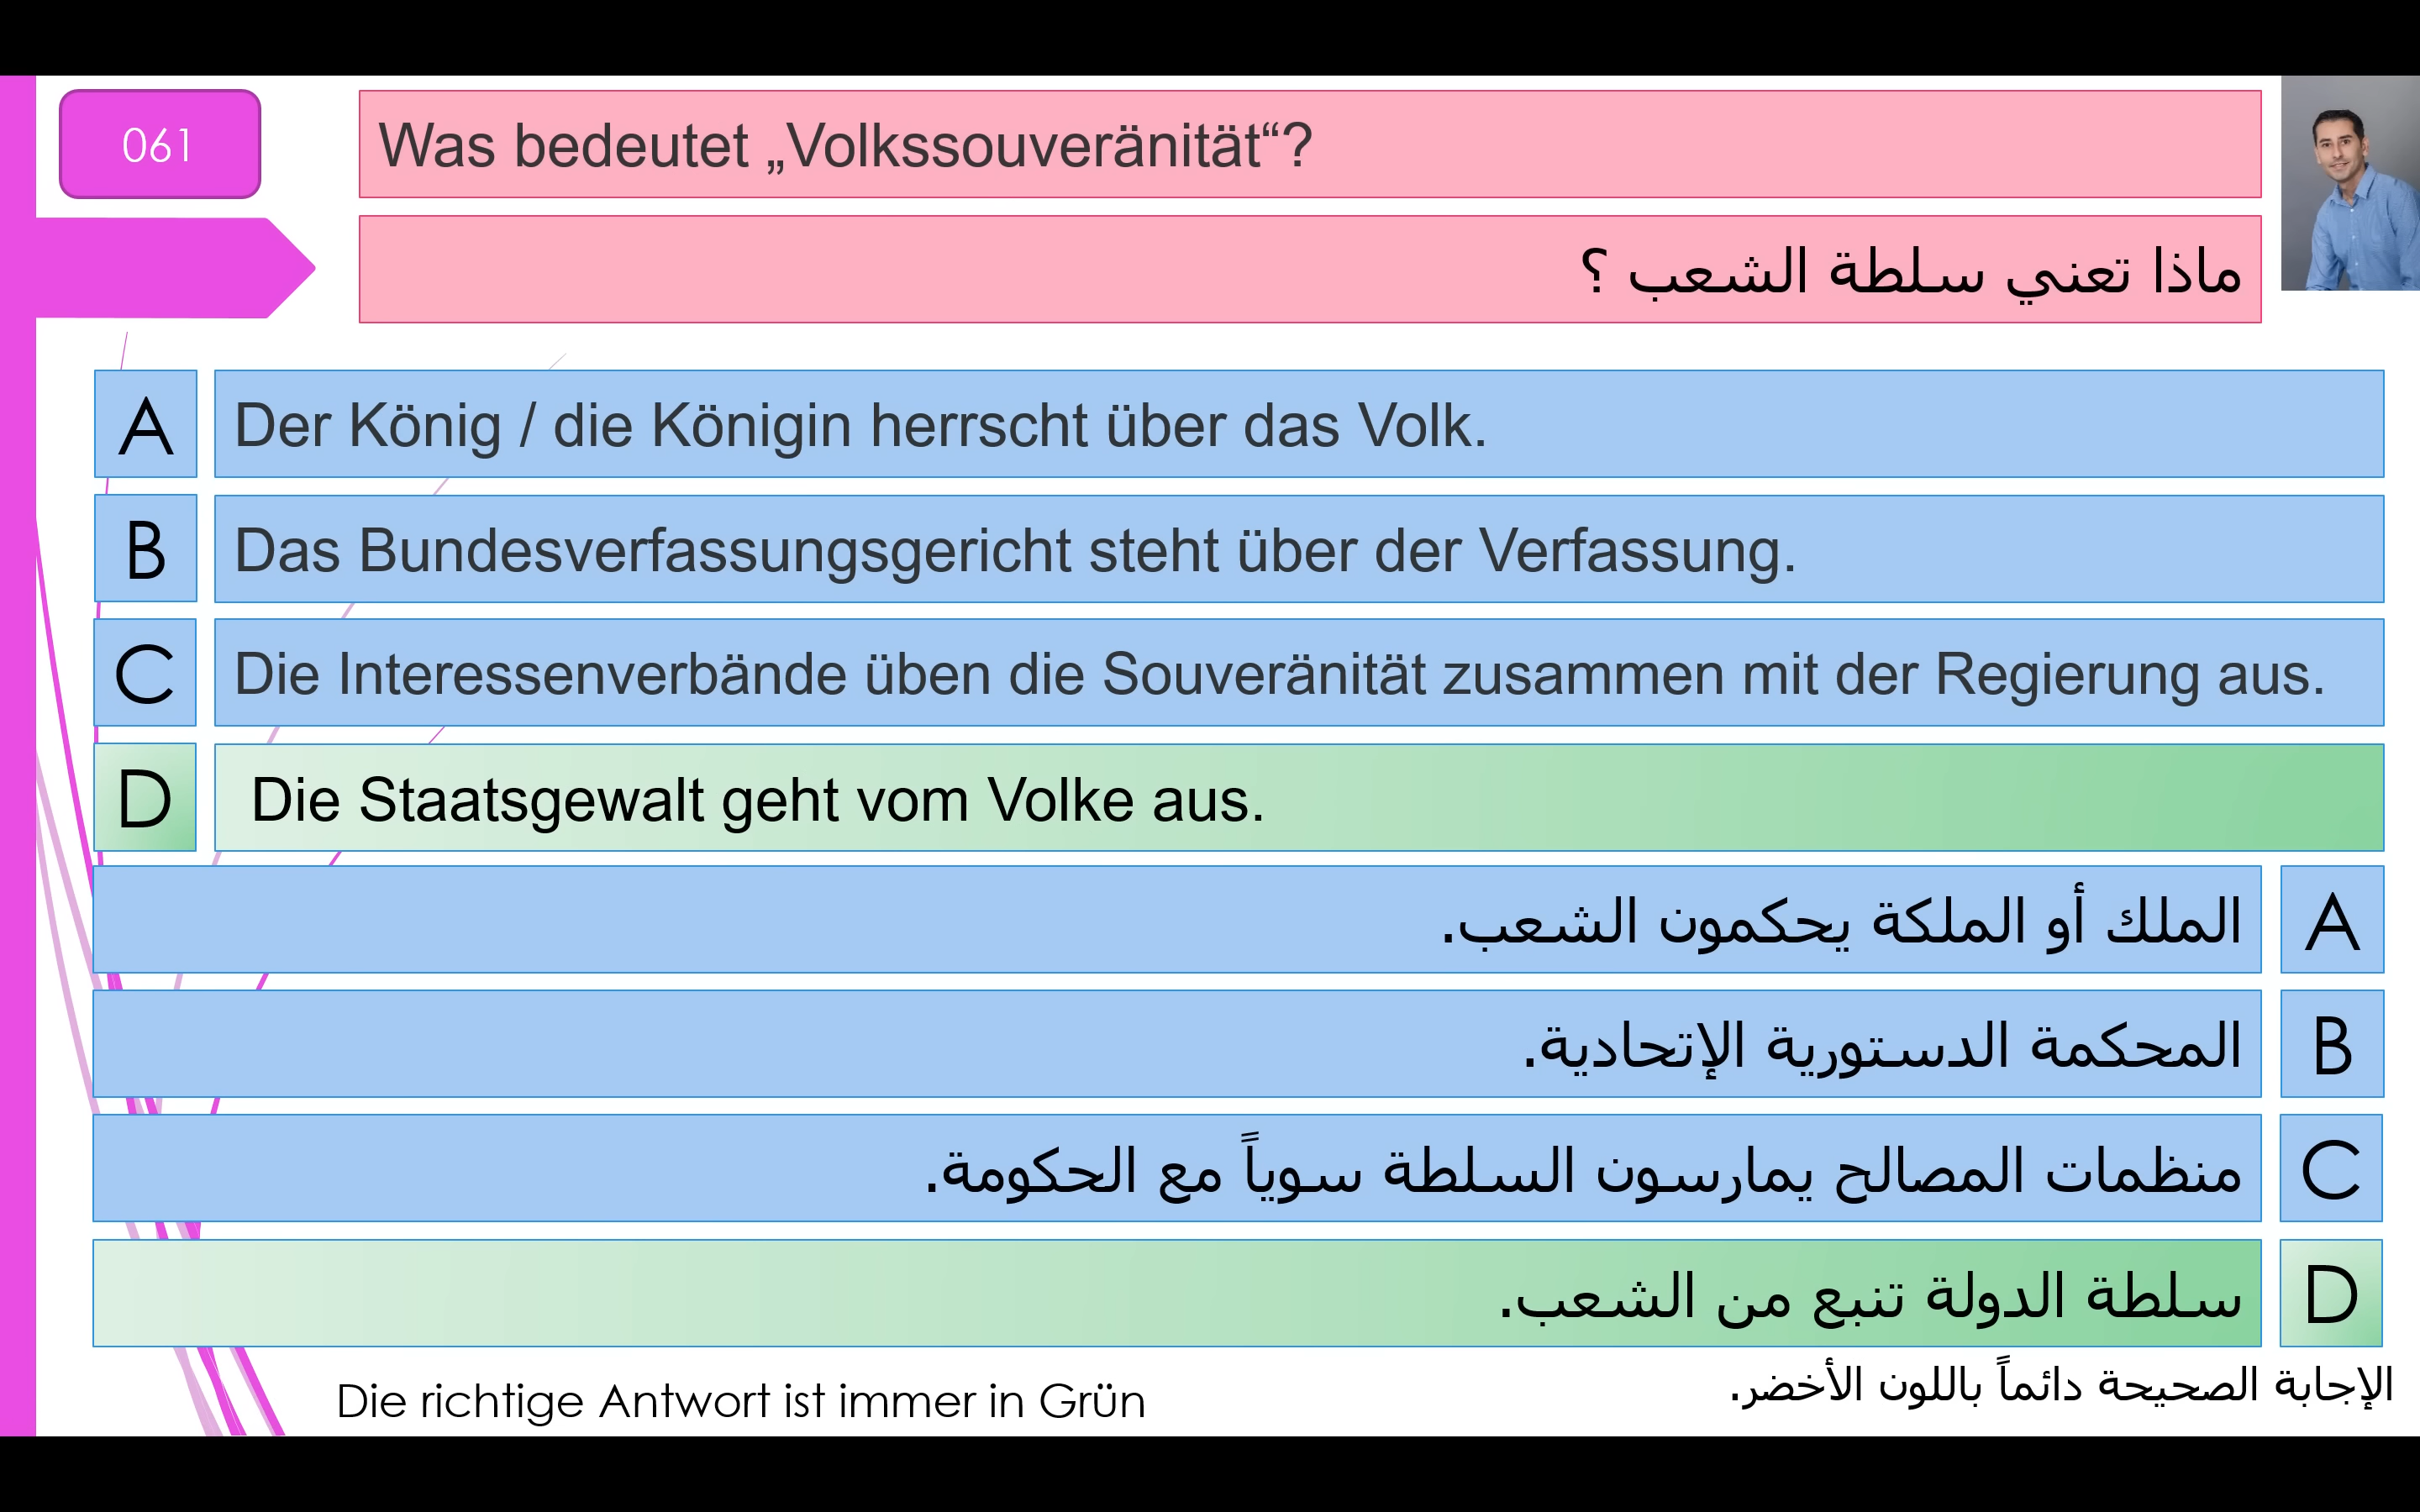 061
Was bedeutet „Volkssouveränität“?
ماذا تعني سلطة الشعب ؟
A
Der König / die Königin herrscht über das Volk.
B
Das Bundesverfassungsgericht steht über der Verfassung.
C
Die Interessenverbände üben die Souveränität zusammen mit der Regierung aus.
D
Die Staatsgewalt geht vom Volke aus.
A
الملك أو الملكة يحكمون الشعب.
B
المحكمة الدستورية الإتحادية.
C
منظمات المصالح يمارسون السلطة سوياً مع الحكومة.
D
سلطة الدولة تنبع من الشعب.
Die richtige Antwort ist immer in Grün
الإجابة الصحيحة دائماً باللون الأخضر.